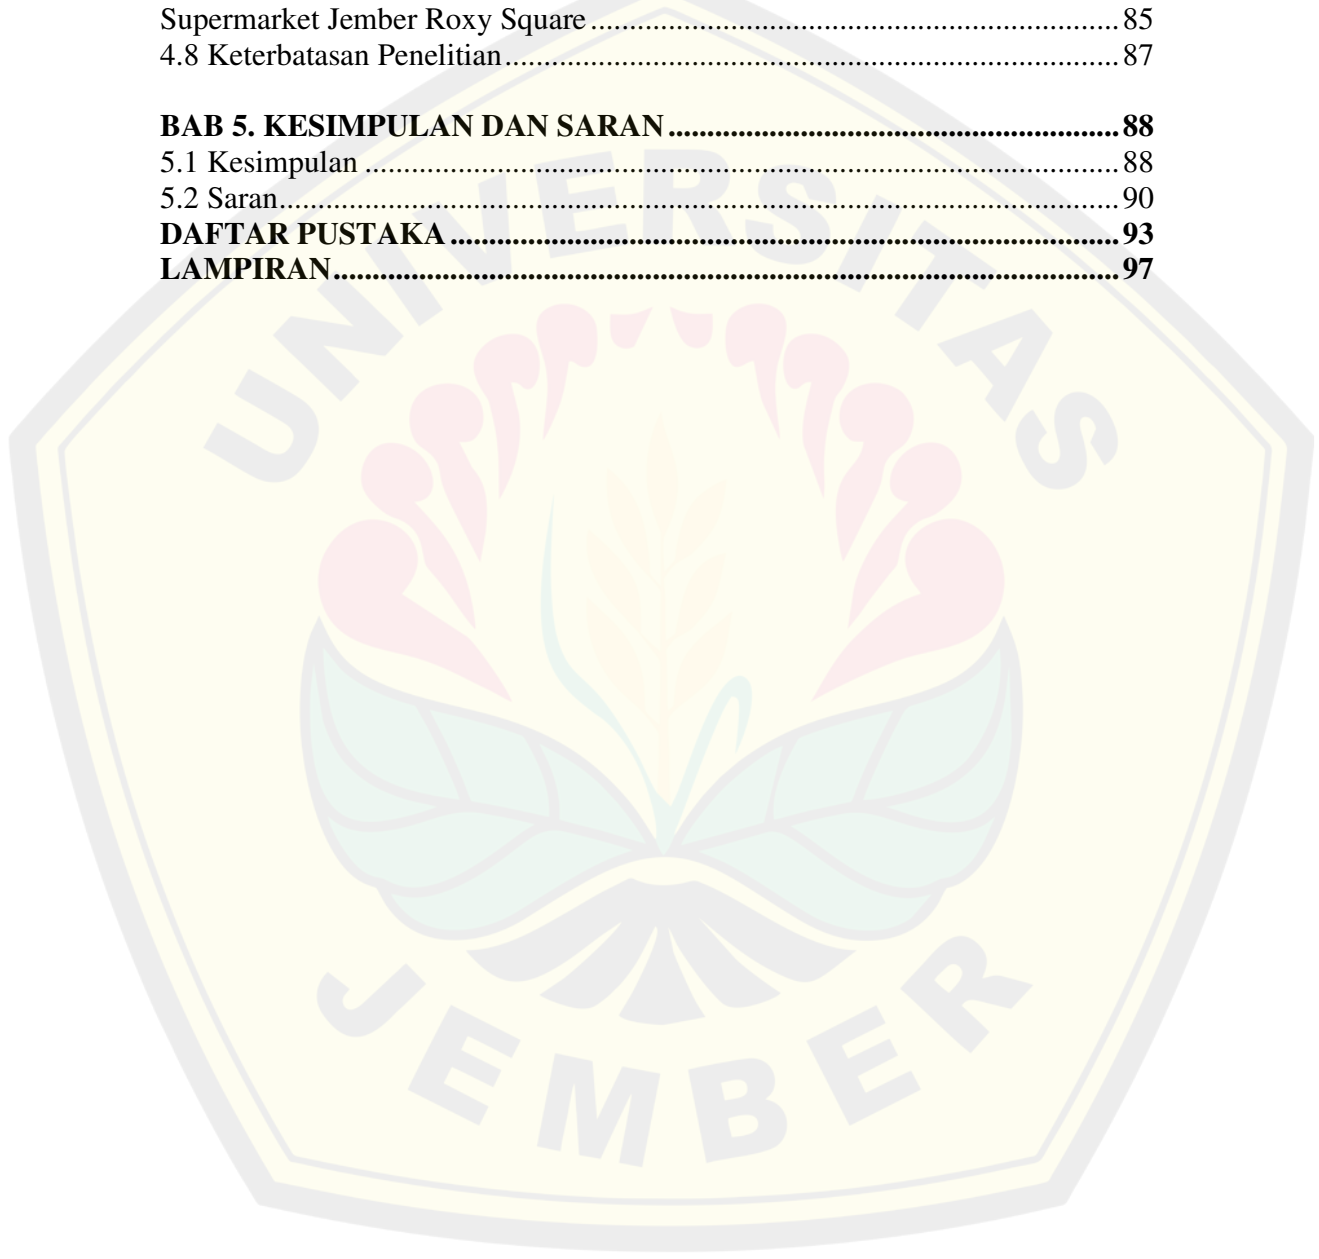 Supermarket Jember Roxy Square ........................................................................ 85
4.8 Keterbatasan Penelitian ................................................................................... 87
BAB 5. KESIMPULAN DAN SARAN ............................................................. 88
5.1 Kesimpulan ..................................................................................................... 88
5.2 Saran ................................................................................................................ 90
DAFTAR PUSTAKA .......................................................................................... 93
LAMPIRAN ......................................................................................................... 97
UNIVERSITAS
JEMBER